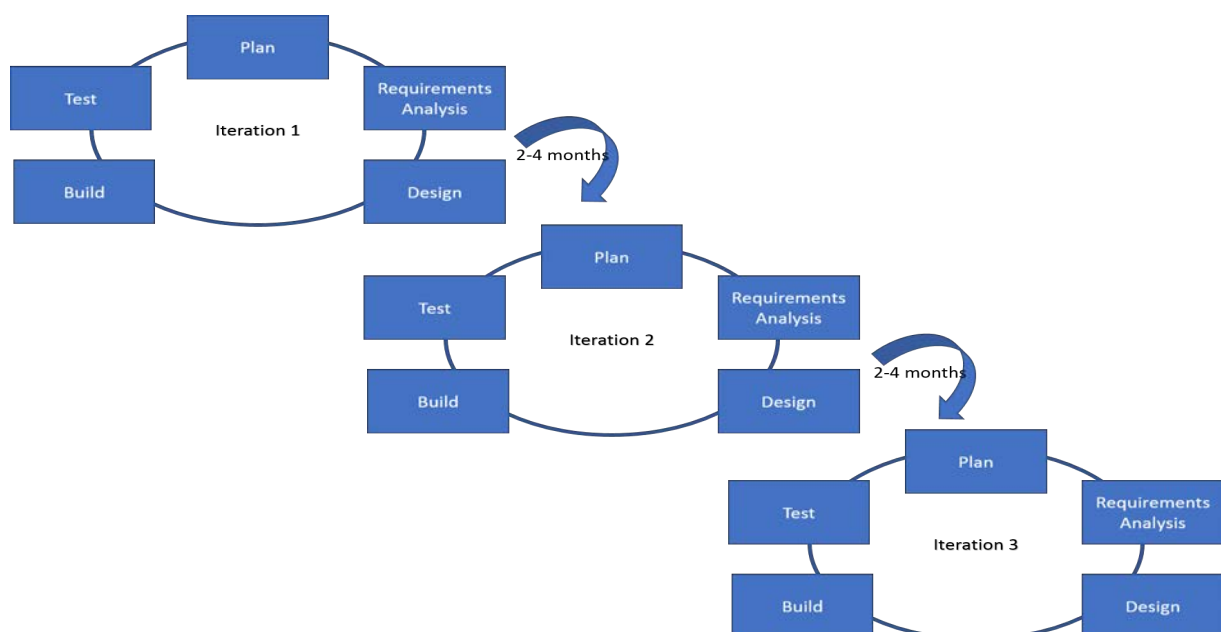 Plan
Test
Requirements
Analysis
Iteration 1
Build
Design
2-4 months
Plan
Test
Requirements
Analysis
Iteration 2
Build
Design
2-4 months
Plan
Test
Requirements
Analysis
Iteration 3
Build
Design